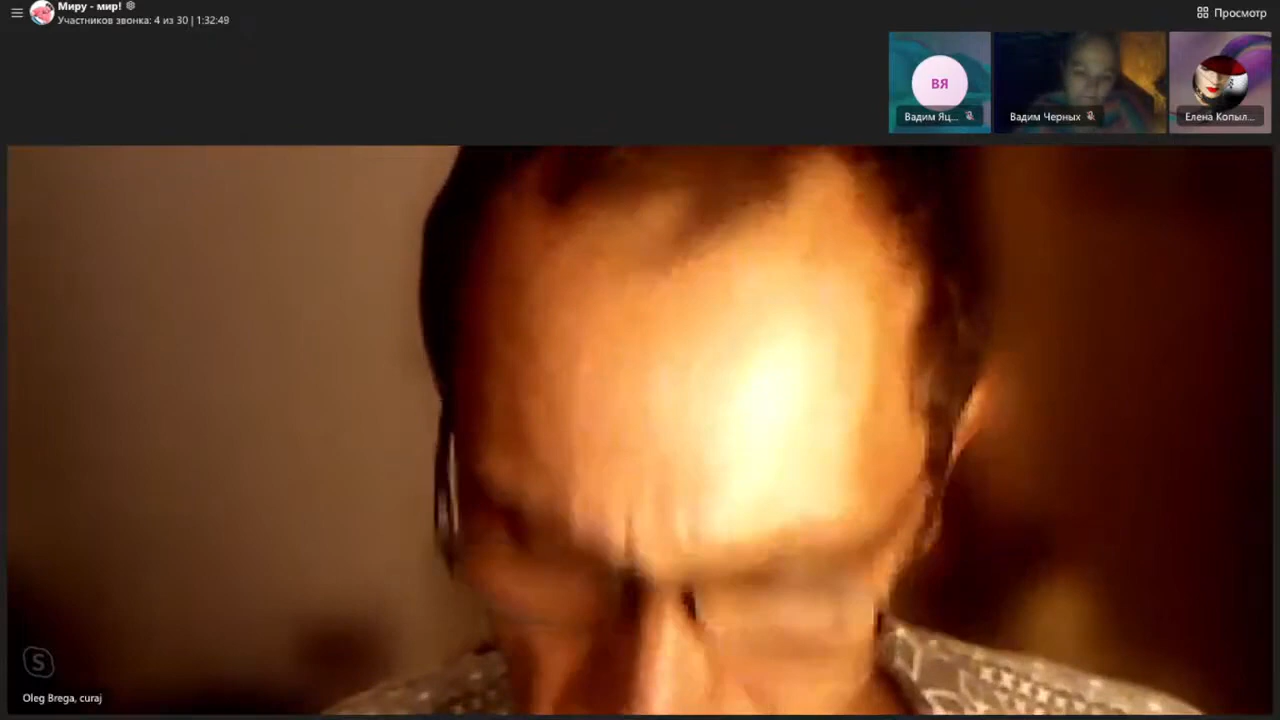 Миру - мир!
Участников звонка: 4 из 30 | 1:32:49
Просмотр
ВЯ
Вадим Яц...
Вадим Черных
Елена Копыл...
S
Oleg Brega, curaj